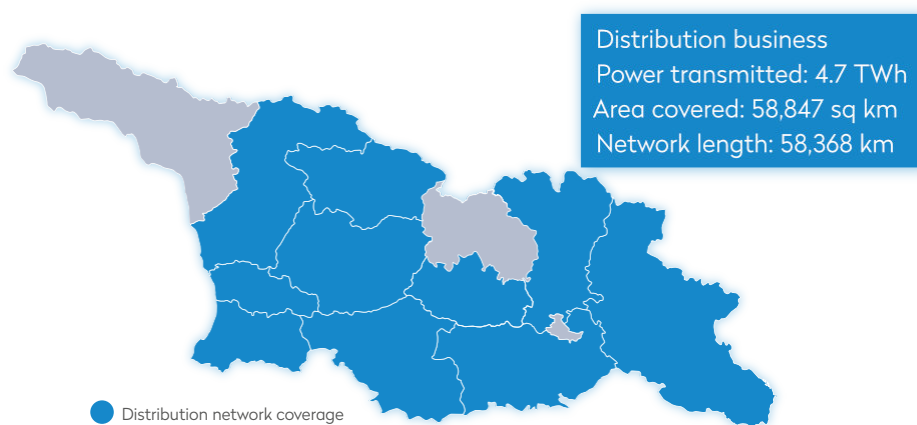 Distribution business
Power transmitted: 4.7 TWh
Area covered: 58,847 sq km
Network length: 58,368 km
Distribution network coverage